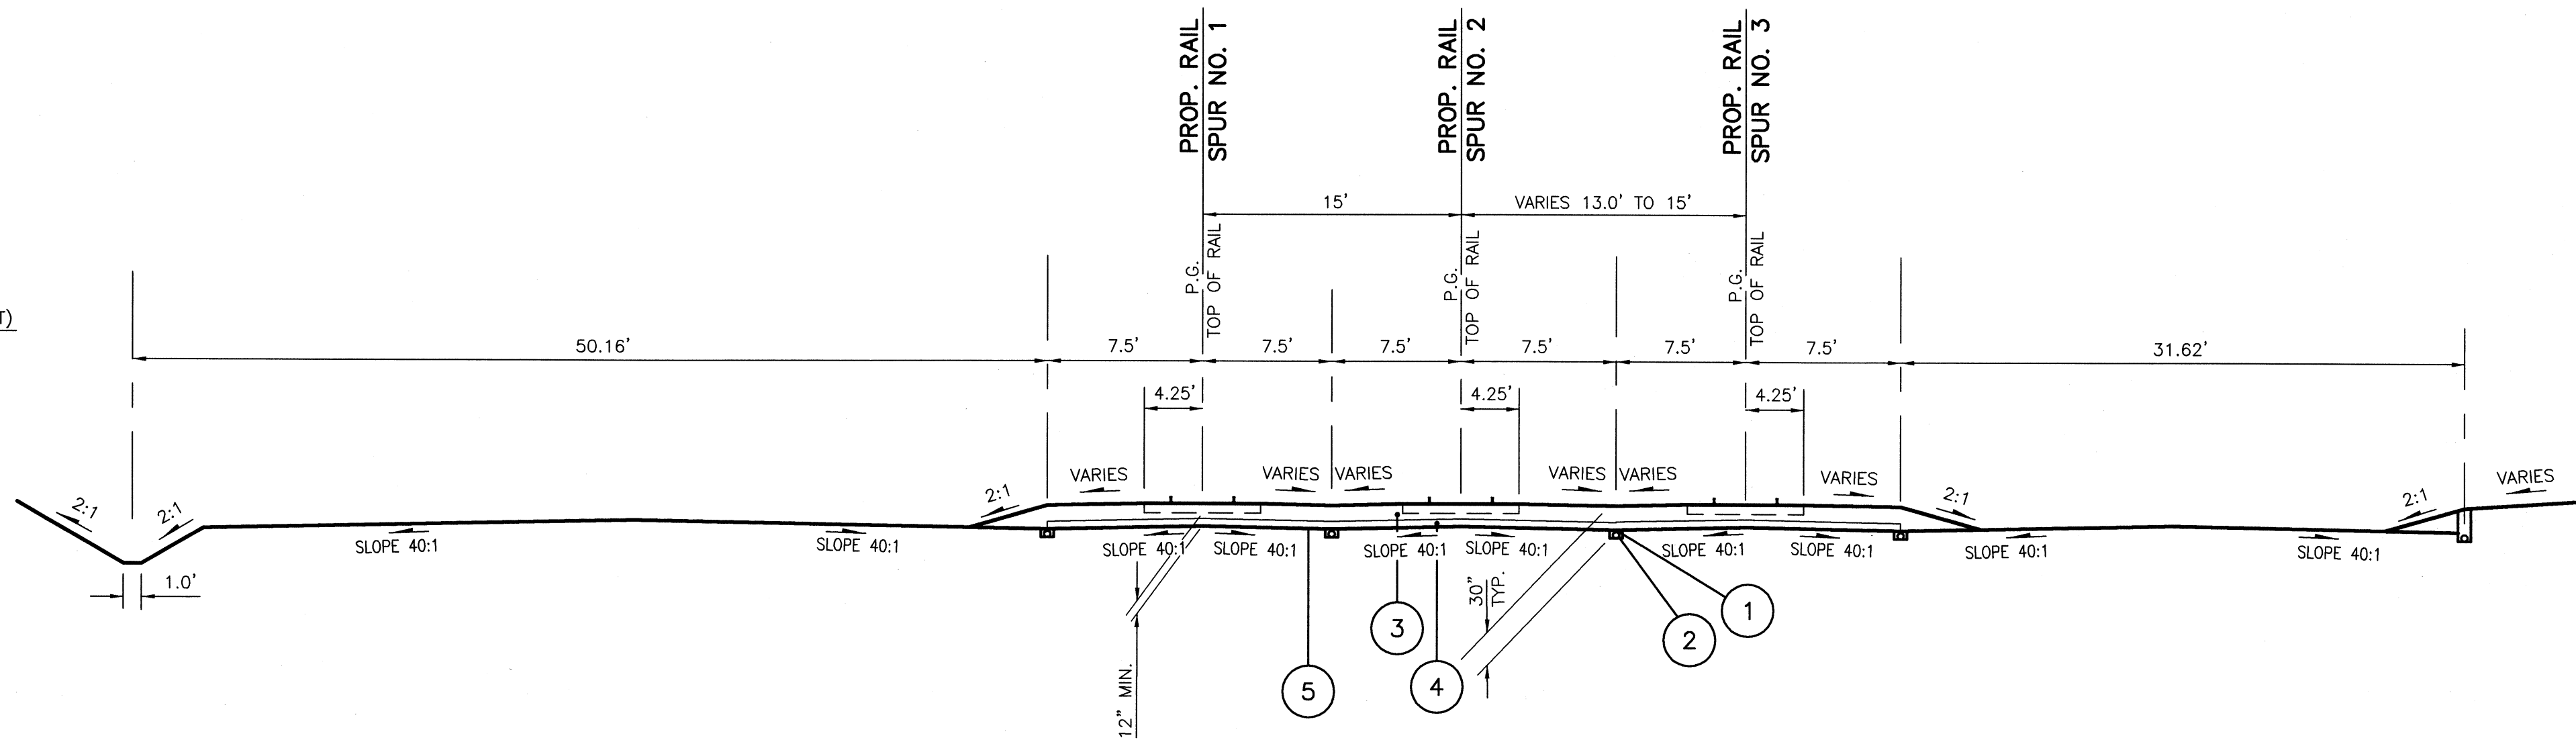 PROP. RAIL
SPUR NO. 1
PROP. RAIL
SPUR NO. 2
PROP. RAIL
SPUR NO. 3
15'
VARIES 13.0' TO 15'
P.G.
TOP OF RAIL
P.G.
TOP OF RAIL
P.G.
TOP OF RAIL
T)
50.16'
7.5'
7.5'
7.5'
7.5'
7.5'
7.5'
31.62'
4.25'
4.25'
4.25'
VARIES
VARIES
VARIES
VARIES
VARIES
VARIES
VARIES
2:1
2:1
2:1
2:1
2:1
SLOPE 40:1
SLOPE 40:1
SLOPE 40:1
SLOPE 40:1
SLOPE 40:1
SLOPE 40:1
SLOPE 40:1
SLOPE 40:1
SLOPE 40:1
SLOPE 40:1
1.0'
12" MIN.
30"
TYP.
1
2
3
4
5